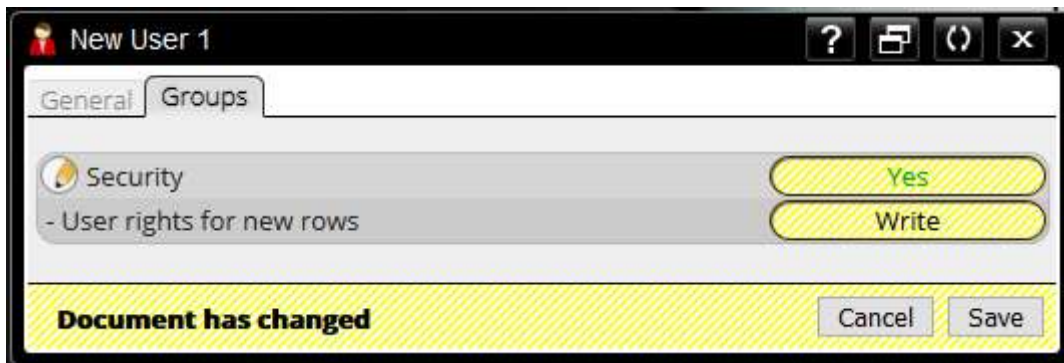 New User 1
General Groups
Security Yes
- User rights for new rows Write
Document has changed Cancel Save